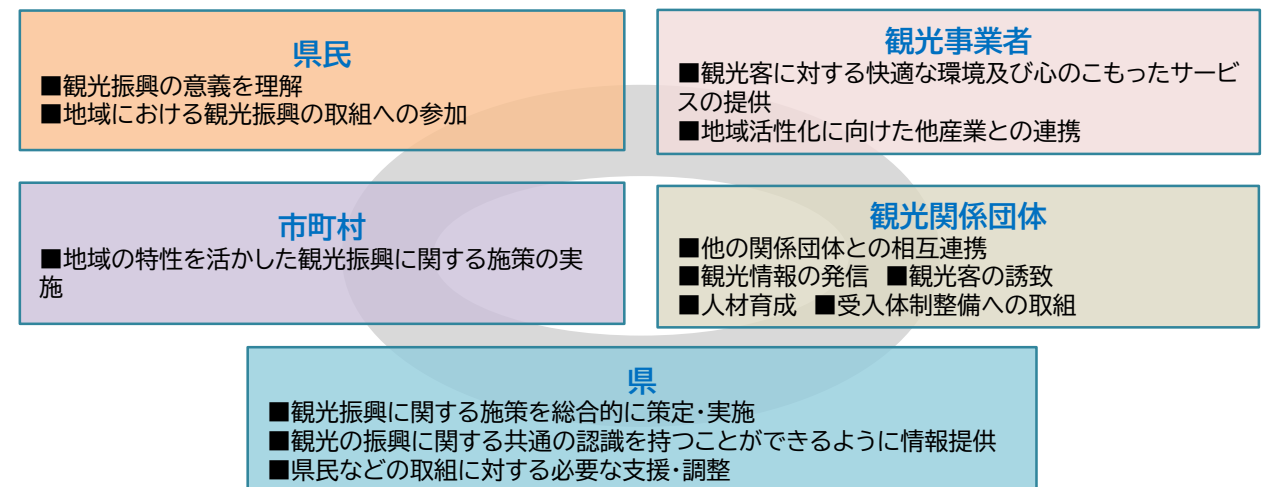 県民
■観光振興の意義を理解
■地域における観光振興の取組への参加
観光事業者
■観光客に対する快適な環境及び心のこもったサービ
スの提供
■地域活性化に向けた他産業との連携
市町村
■地域の特性を活かした観光振興に関する施策の実
施
観光関係団体
■他の関係団体との相互連携
■観光情報の発信 ■観光客の誘致
■人材育成 ■受入体制整備への取組
県
■観光振興に関する施策を総合的に策定・実施
■観光の振興に関する共通の認識を持つことができるように情報提供
■県民などの取組に対する必要な支援・調整